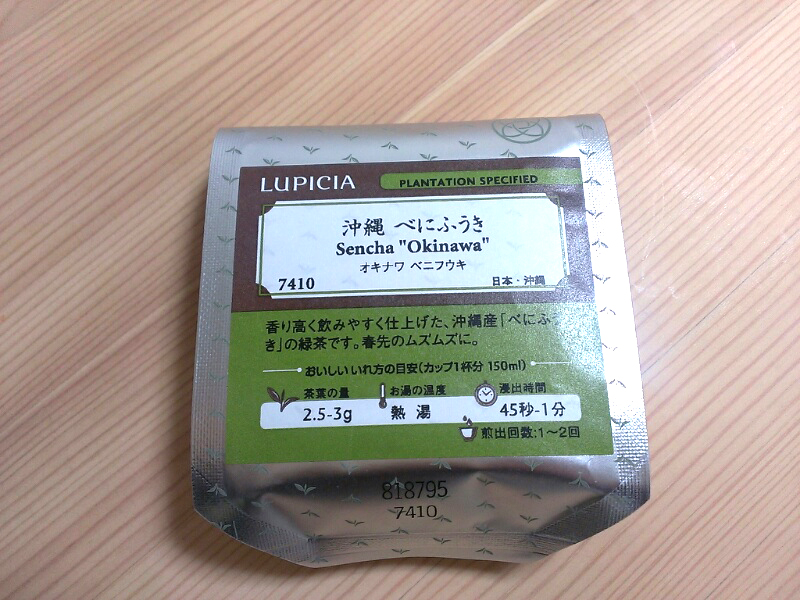 LUPICIA
PLANTATION SPECIFIED
沖縄 べにふうき
Sencha "Okinawa"
オキナワ ベニフウキ
7410
日本・沖縄
香り高く飲みやすく仕上げた、沖縄産「べにふう
き」の緑茶です。春先のムズムズに。
おいしいいれ方の目安(カップ1杯分 150ml)
茶葉の量 お湯の温度 浸出時間
2.5-3g 熱湯 45秒-1分
煎出回数:1〜2回
818795
7410